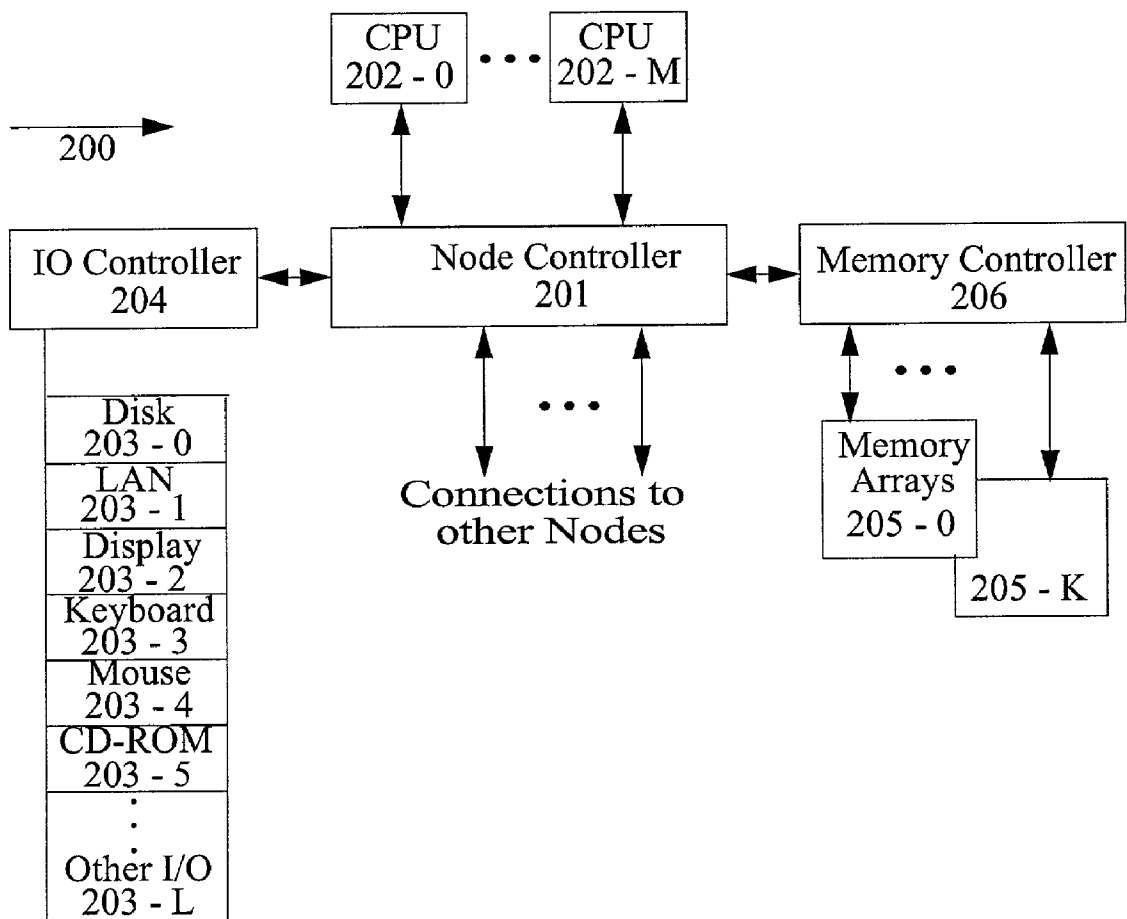 CPU
202 - 0
CPU
202 - M
200
IO Controller
204
Node Controller
201
Memory Controller
206
Disk
203 - 0
LAN
203 - 1
Display
203 - 2
Keyboard
203 - 3
Mouse
203 - 4
CD-ROM
203 - 5
Other I/O
203 - L
Connections to
other Nodes
Memory
Arrays
205 - 0
205 - K